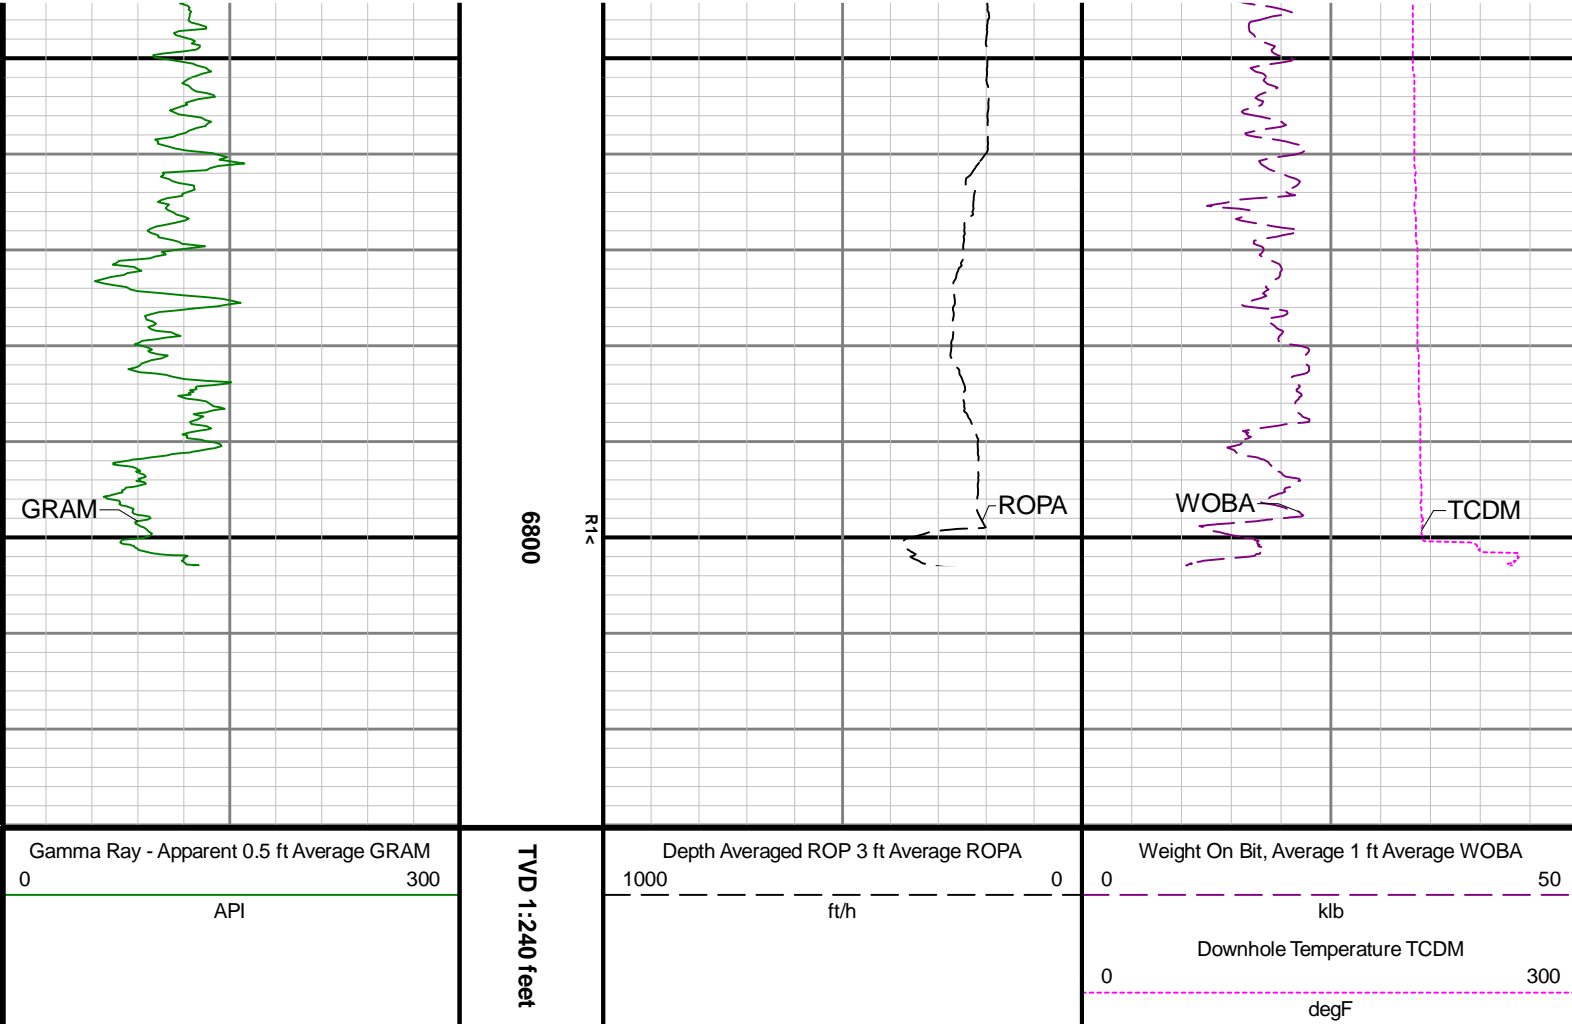 GRAM
6800
R1<
ROPA
WOBA
TCDM
Gamma Ray - Apparent 0.5 ft Average GRAM
0 300
API
TVD 1:240 feet
Depth Averaged ROP 3 ft Average ROPA
1000 0
ft/h
Weight On Bit, Average 1 ft Average WOBA
0 50
klb
Downhole Temperature TCDM
0 300
degF